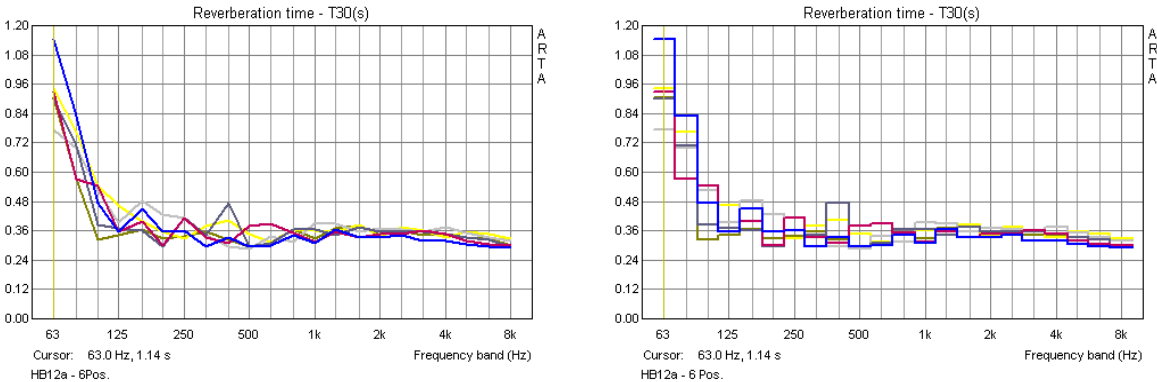 Reverberation time - T30(s)
1.20
1.08
0.96
0.84
0.72
0.60
0.48
0.36
0.24
0.12
0.00
A
R
T
A
63 125 250 500 1k 2k 4k 8k
Cursor: 63.0 Hz, 1.14 s Frequency band (Hz)
HB12a - 6Pos.
Reverberation time - T30(s)
1.20
1.08
0.96
0.84
0.72
0.60
0.48
0.36
0.24
0.12
0.00
A
R
T
A
63 125 250 500 1k 2k 4k 8k
Cursor: 63.0 Hz, 1.14 s Frequency band (Hz)
HB12a - 6 Pos.